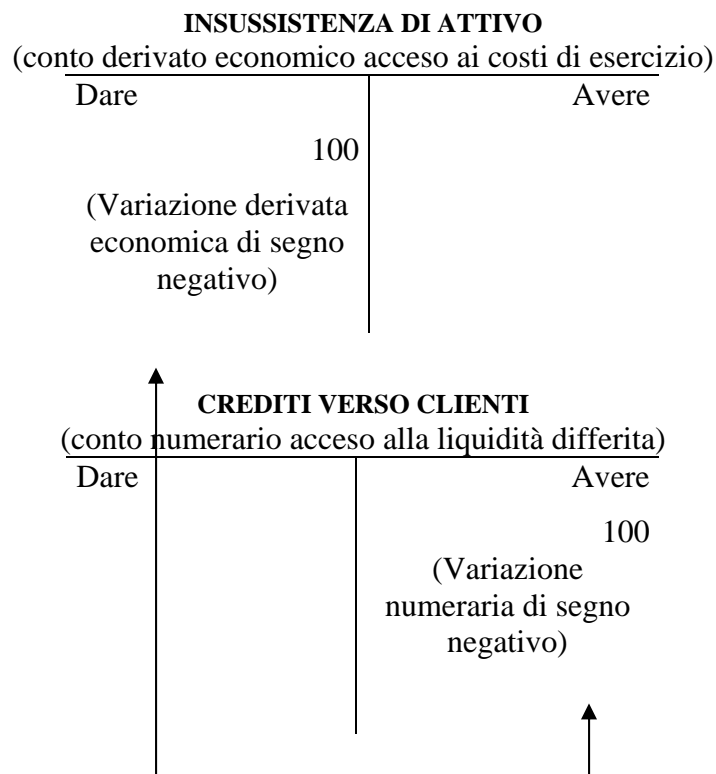 INSUSSISTENZA DI ATTIVO
(conto derivato economico acceso ai costi di esercizio)
Dare Avere
100
(Variazione derivata
economica di segno
negativo)
CREDITI VERSO CLIENTI
(conto numerario acceso alla liquidità differita)
Dare Avere
100
(Variazione
numeraria di segno
negativo)